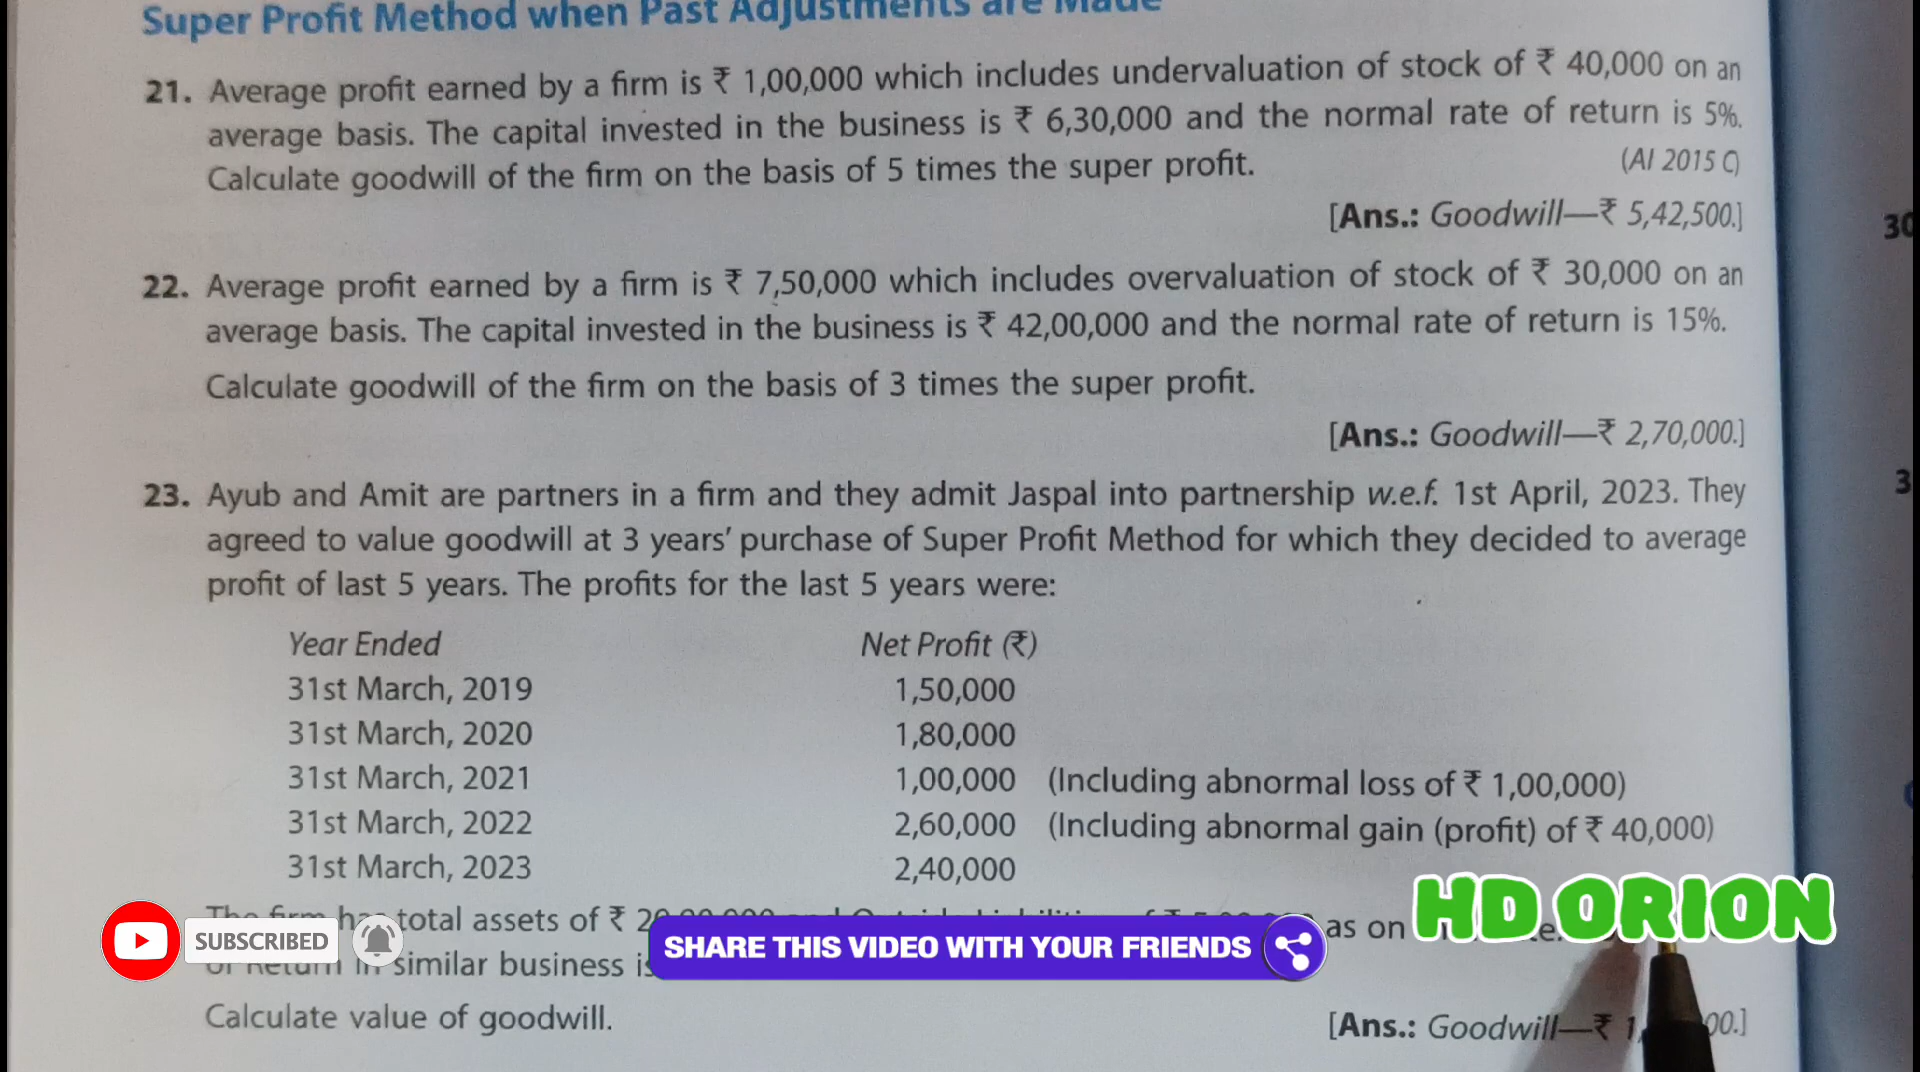 Super Profit Method when Past Adjustments are Made
21. Average profit earned by a firm is ₹ 1,00,000 which includes undervaluation of stock of ₹ 40,000 on an
average basis. The capital invested in the business is ₹ 6,30,000 and the normal rate of return is 5%.
Calculate goodwill of the firm on the basis of 5 times the super profit. (AI 2015 C)
[Ans.: Goodwill—₹ 5,42,500.]
30
22. Average profit earned by a firm is ₹ 7,50,000 which includes overvaluation of stock of ₹ 30,000 on an
average basis. The capital invested in the business is ₹ 42,00,000 and the normal rate of return is 15%.
Calculate goodwill of the firm on the basis of 3 times the super profit.
[Ans.: Goodwill—₹ 2,70,000.]
3
23. Ayub and Amit are partners in a firm and they admit Jaspal into partnership w.e.f. 1st April, 2023. They
agreed to value goodwill at 3 years' purchase of Super Profit Method for which they decided to average
profit of last 5 years. The profits for the last 5 years were:
Year Ended Net Profit (₹)
31st March, 2019 1,50,000
31st March, 2020 1,80,000
31st March, 2021 1,00,000 (Including abnormal loss of ₹ 1,00,000)
31st March, 2022 2,60,000 (Including abnormal gain (profit) of ₹ 40,000)
31st March, 2023 2,40,000
HD ORION
The firm has total assets of ₹ as on
SUBSCRIBED
SHARE THIS VIDEO WITH YOUR FRIENDS
of Return in similar business is
Calculate value of goodwill.
[Ans.: Goodwill—₹ 1, 00.]